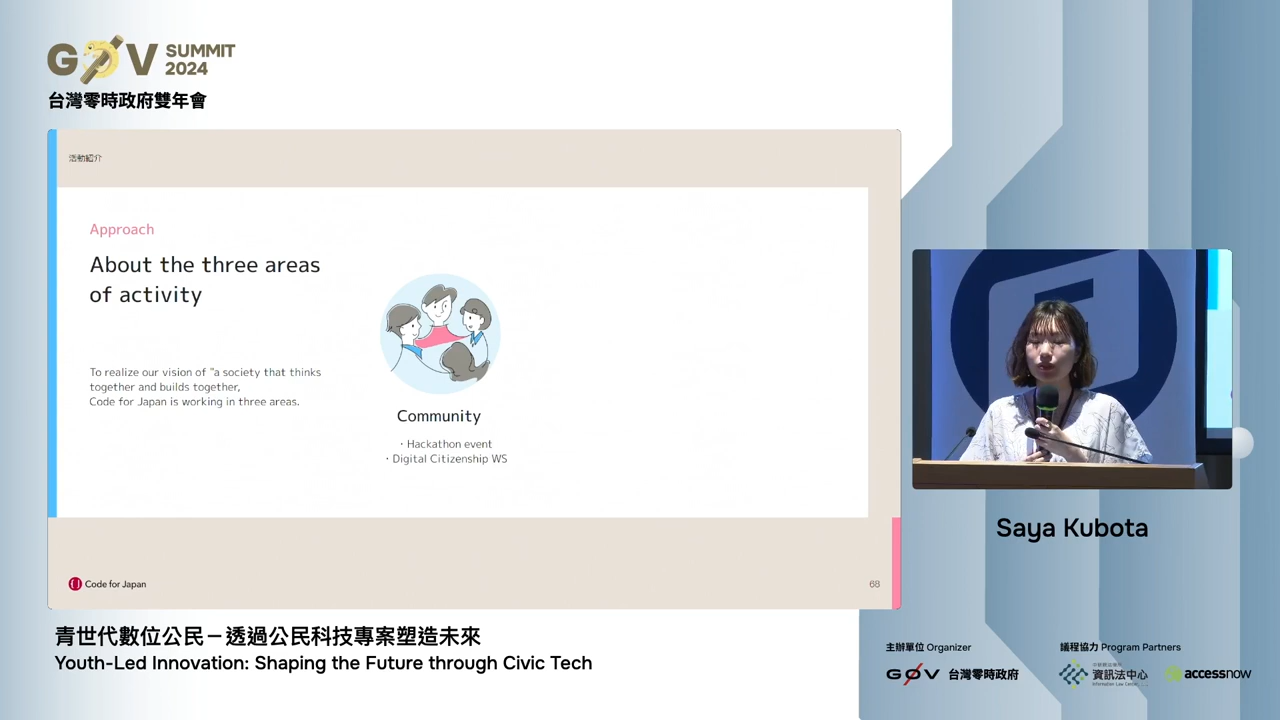 GØV SUMMIT 2024
台灣零時政府雙年會
活動紹介
Approach
About the three areas
of activity
To realize our vision of "a society that thinks
together and builds together,
Code for Japan is working in three areas.
Community
・Hackathon event
・Digital Citizenship WS
Code for Japan
68
Saya Kubota
青世代數位公民－透過公民科技專案塑造未來
Youth-Led Innovation: Shaping the Future through Civic Tech
主辦單位 Organizer
GØV 台灣零時政府
議程協力 Program Partners
資訊法中心
Information Law Center
accessnow